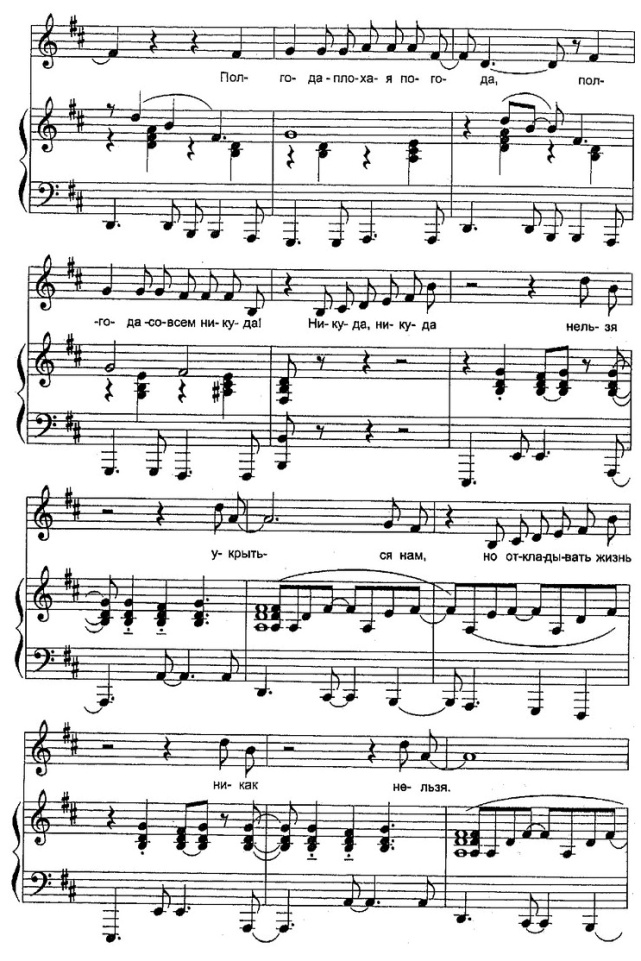 Пол- го- да-пло-ха- я по- го- да, пол-
-го- да -со-всем ни-ку- да! Ни-ку- да, ни-ку- да нель- зя
у- крыть- ся нам, но от-кла-ды-вать жизнь
ни- как не- льзя.